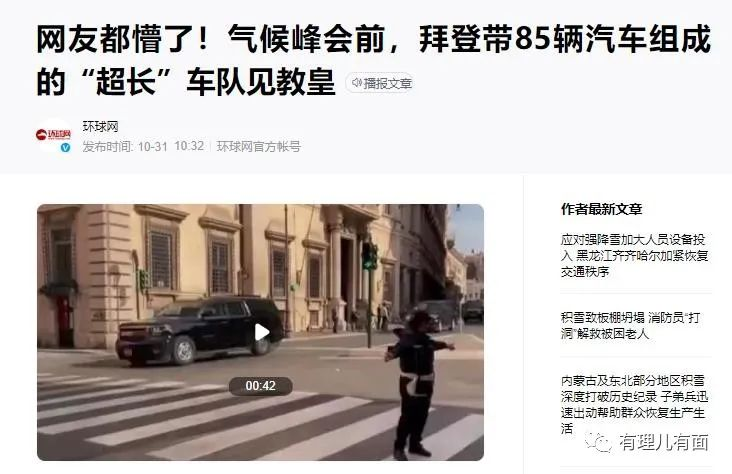 网友都懵了！气候峰会前，拜登带85辆汽车组成
的“超长”车队见教皇 播报文章
环球网
环球网
发布时间: 10-31 10:32 环球网官方帐号
00:42
作者最新文章
应对强降雪加大人员设备投
入 黑龙江齐齐哈尔加紧恢复
交通秩序
积雪致板棚坍塌 消防员“打
洞”解救被困老人
内蒙古及东北部分地区积雪
深度打破历史纪录 子弟兵迅
速出动帮助群众恢复生产生
活
有理儿有面